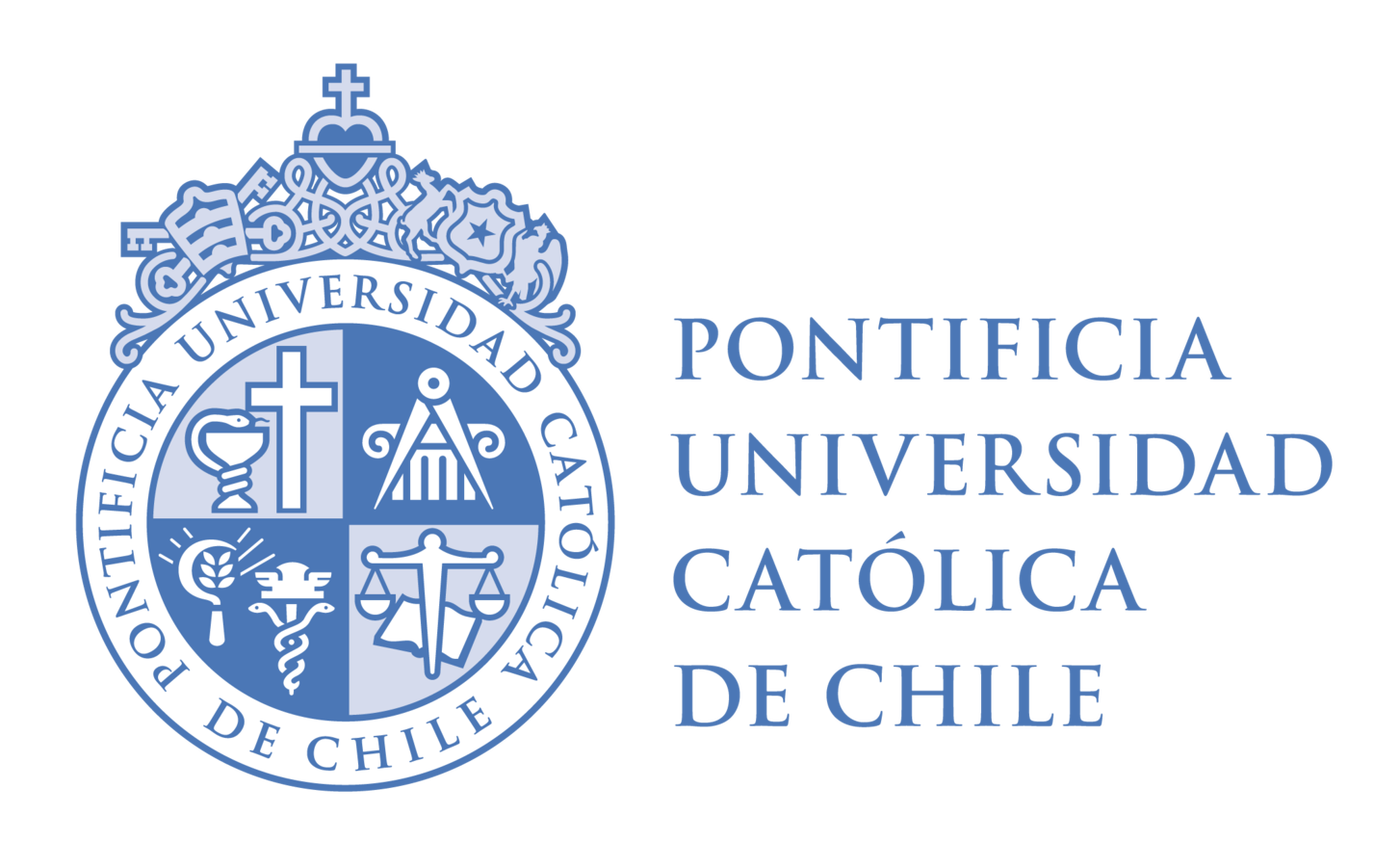 PONTIFICIA UNIVERSIDAD CATÓLICA DE CHILE
PONTIFICIA
UNIVERSIDAD
CATÓLICA
DE CHILE